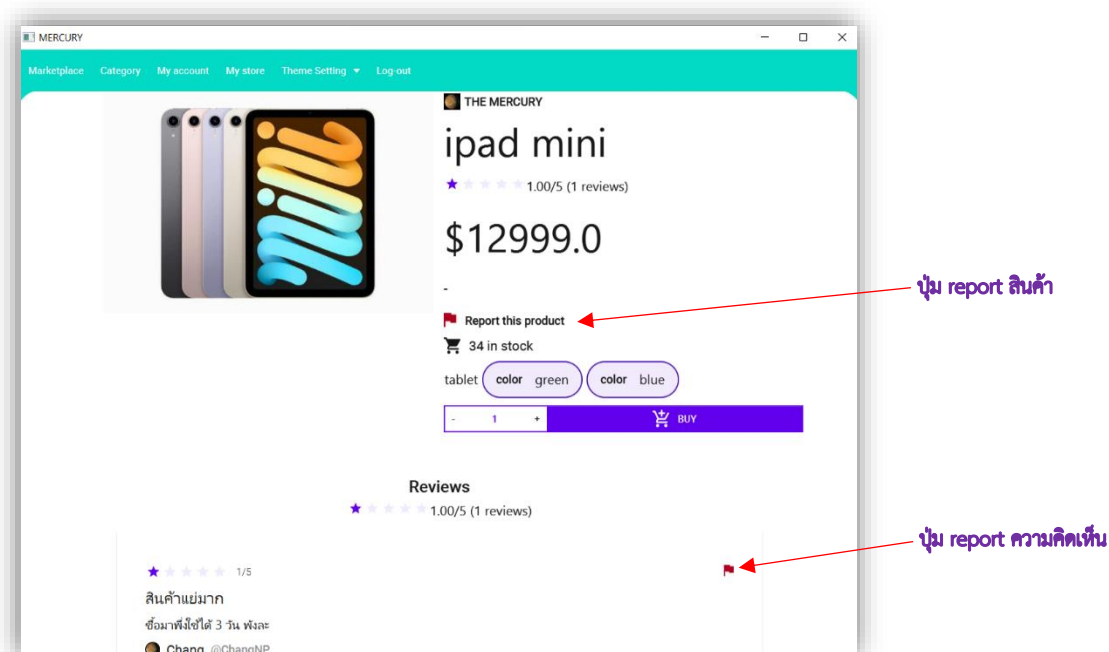 MERCURY
Marketplace Category My account My store Theme Setting Log-out
THE MERCURY
ipad mini
1.00/5 (1 reviews)
$12999.0
-
ปุ่ม report สินค้า
Report this product
34 in stock
tablet color green color blue
- 1 + BUY
Reviews
1.00/5 (1 reviews)
ปุ่ม report ความคิดเห็น
1/5
สินค้าแย่มาก
ซื้อมาพึ่งใช้ได้ 3 วัน พังละ
Chang @ChangNP